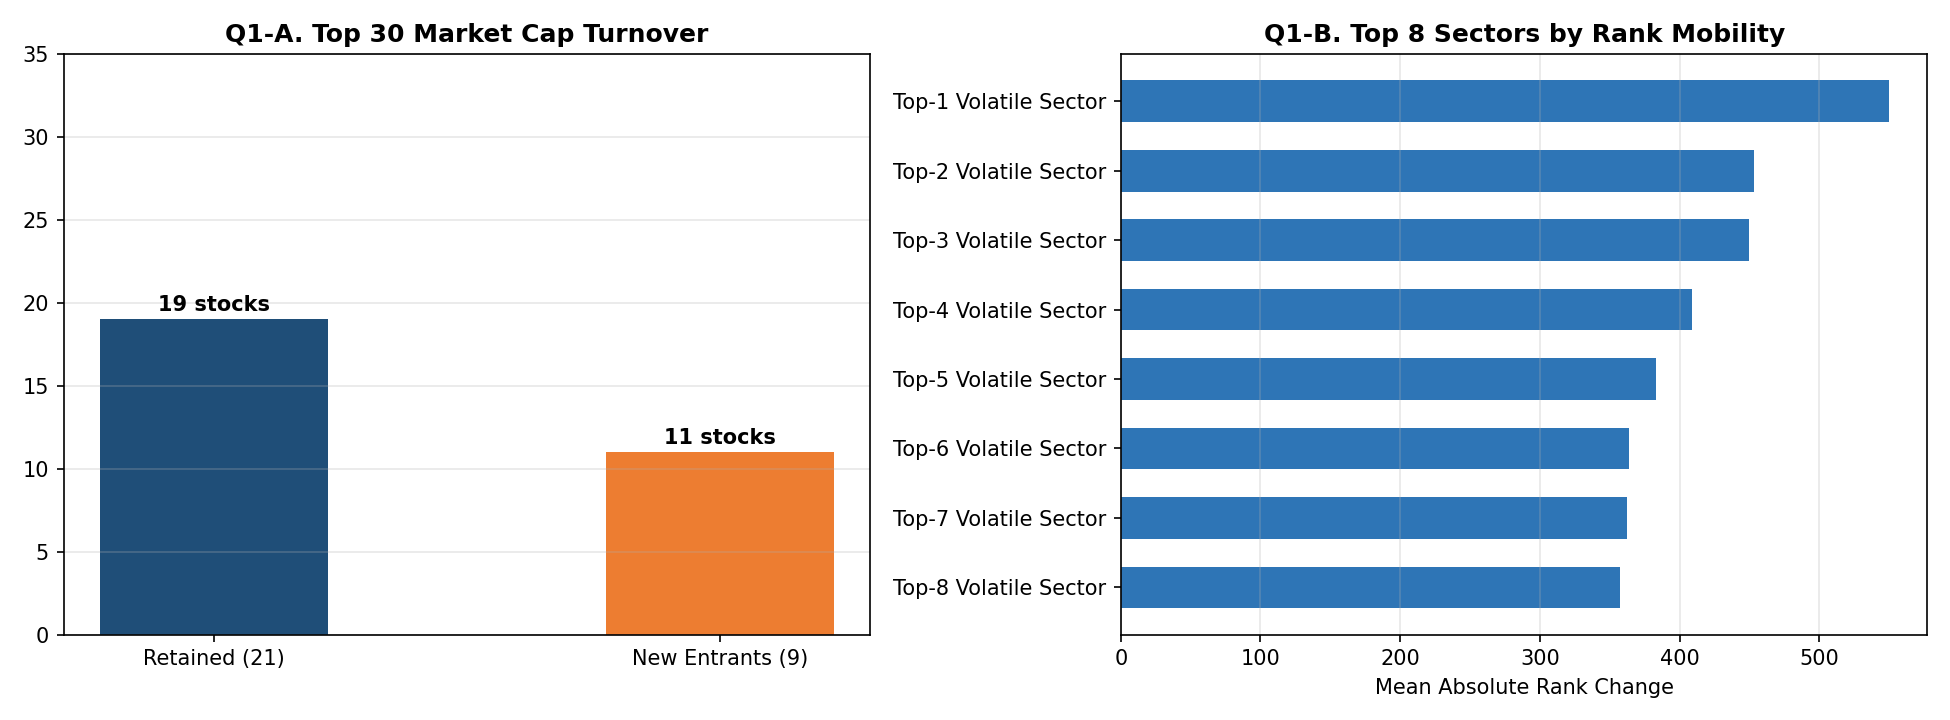 Q1-A. Top 30 Market Cap Turnover
35
30
25
20
15
10
5
0
19 stocks
11 stocks
Retained (21)
New Entrants (9)
Q1-B. Top 8 Sectors by Rank Mobility
Top-1 Volatile Sector
Top-2 Volatile Sector
Top-3 Volatile Sector
Top-4 Volatile Sector
Top-5 Volatile Sector
Top-6 Volatile Sector
Top-7 Volatile Sector
Top-8 Volatile Sector
0 100 200 300 400 500
Mean Absolute Rank Change